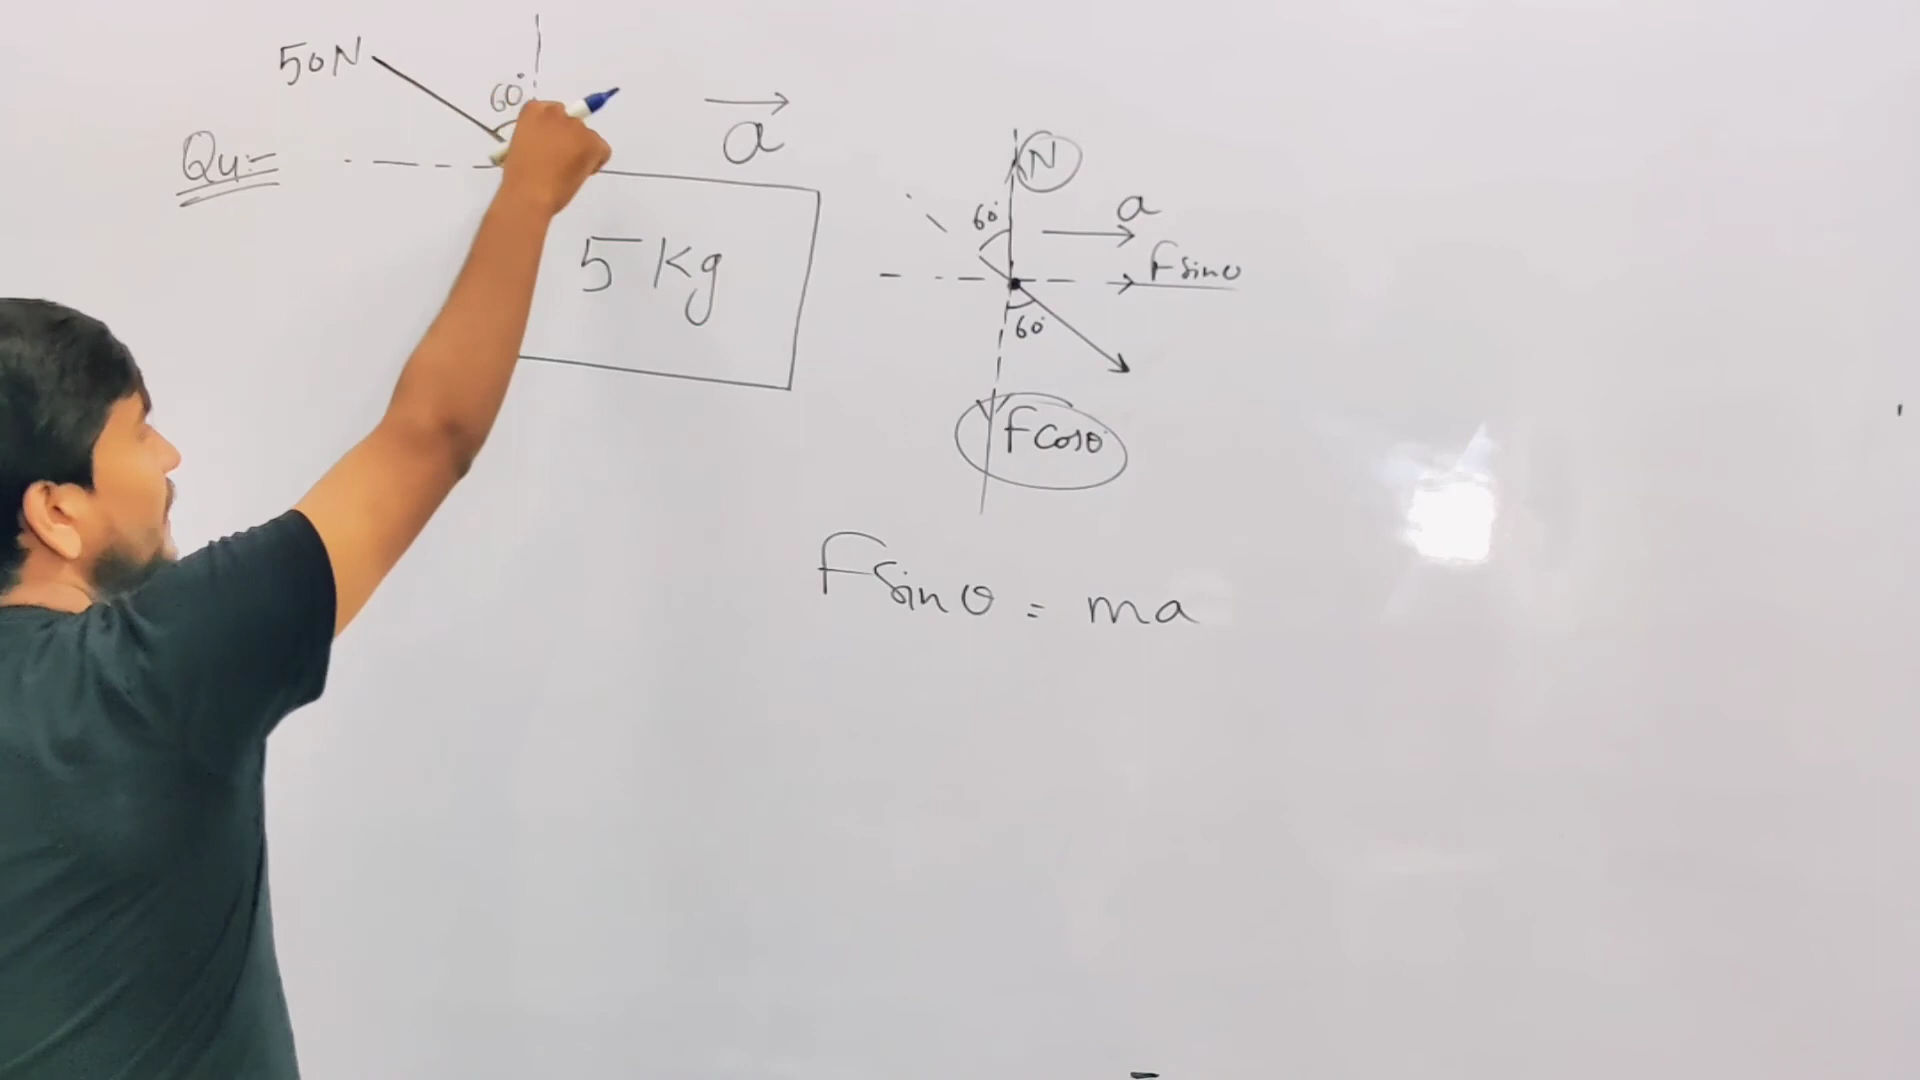 50N
60°
Qu:=
a
5 Kg
N
60°
a
F sinθ
60°
F cosθ
F sinθ = ma